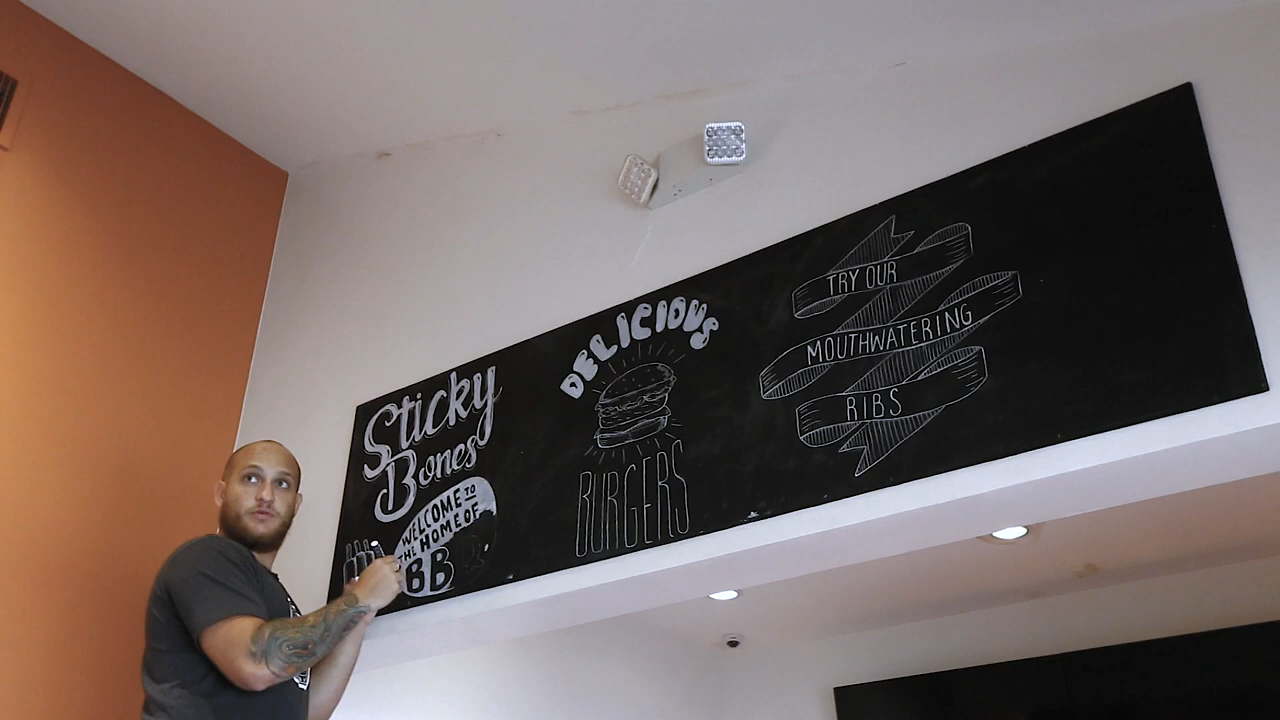 Sticky
Bones
WELCOME TO
THE HOME OF
BB
DELICIOUS
BURGERS
TRY OUR
MOUTHWATERING
RIBS